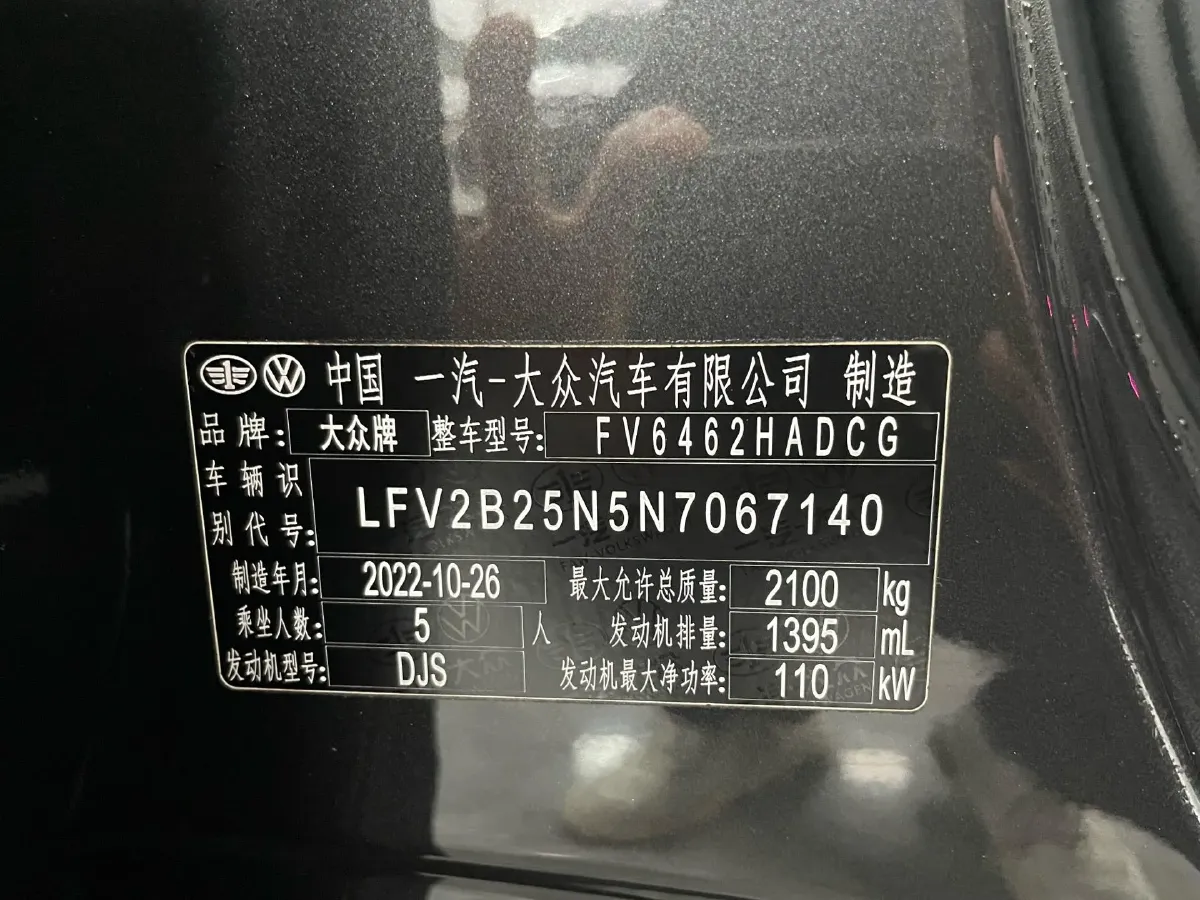 中国 一汽-大众汽车有限公司 制造
品牌: 大众牌 整车型号: FV6462HADCG
车辆识
别代号: LFV2B25N5N7067140
制造年月: 2022-10-26 最大允许总质量: 2100 kg
乘坐人数: 5 人 发动机排量: 1395 mL
发动机型号: DJS 发动机最大净功率: 110 kW